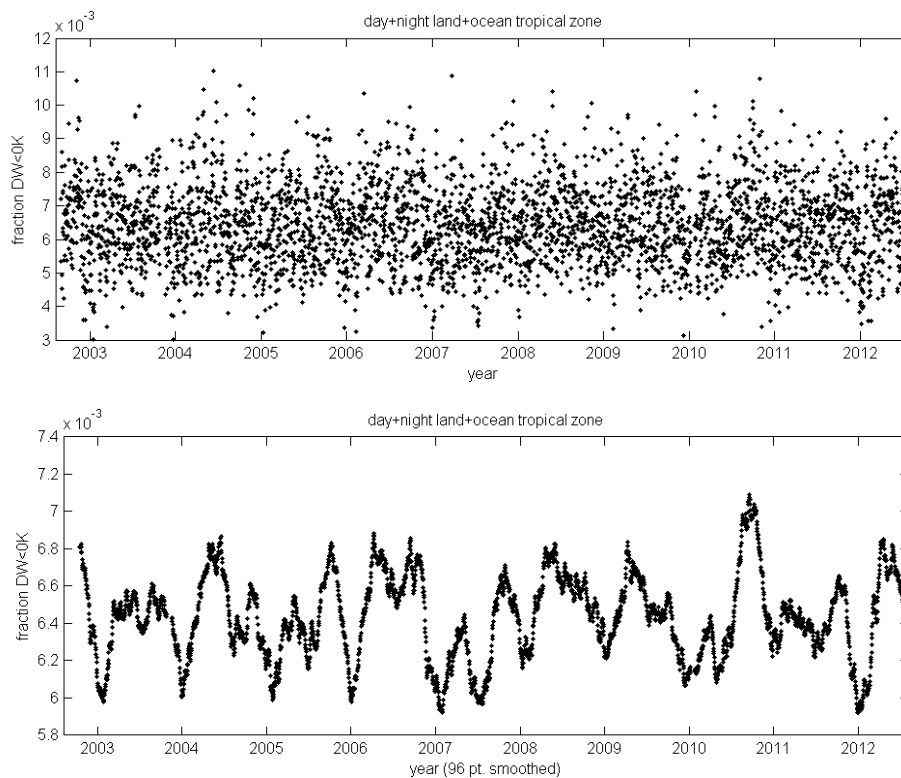 day+night land+ocean tropical zone
x 10^-3
12
11
10
9
8
7
6
5
4
3
fraction DW<0K
2003 2004 2005 2006 2007 2008 2009 2010 2011 2012
year
day+night land+ocean tropical zone
x 10^-3
7.4
7.2
7
6.8
6.6
6.4
6.2
6
5.8
fraction DW<0K
2003 2004 2005 2006 2007 2008 2009 2010 2011 2012
year (96 pt. smoothed)